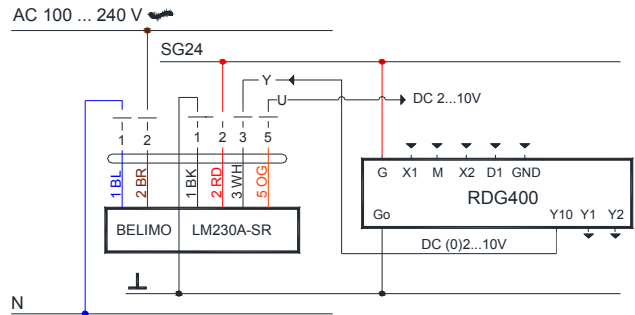 AC 100 ... 240 V
SG24
Y
U
DC 2...10V
1 2 1 2 3 5
G X1 M X2 D1 GND
RDG400
1 BL
2 BR
1 BK
2 RD
3 WH
5 OG
Go
Y10 Y1 Y2
BELIMO LM230A-SR
DC (0)2...10V
N